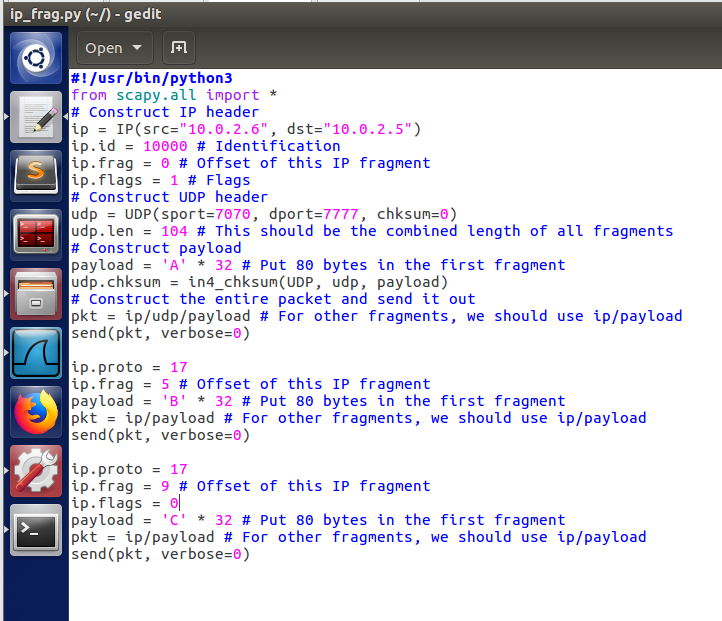 ip_frag.py (~/) - gedit
Open
#!/usr/bin/python3
from scapy.all import *
# Construct IP header
ip = IP(src="10.0.2.6", dst="10.0.2.5")
ip.id = 10000 # Identification
ip.frag = 0 # Offset of this IP fragment
ip.flags = 1 # Flags
# Construct UDP header
udp = UDP(sport=7070, dport=7777, chksum=0)
udp.len = 104 # This should be the combined length of all fragments
# Construct payload
payload = 'A' * 32 # Put 80 bytes in the first fragment
udp.chksum = in4_chksum(UDP, udp, payload)
# Construct the entire packet and send it out
pkt = ip/udp/payload # For other fragments, we should use ip/payload
send(pkt, verbose=0)

ip.proto = 17
ip.frag = 5 # Offset of this IP fragment
payload = 'B' * 32 # Put 80 bytes in the first fragment
pkt = ip/payload # For other fragments, we should use ip/payload
send(pkt, verbose=0)

ip.proto = 17
ip.frag = 9 # Offset of this IP fragment
ip.flags = 0
payload = 'C' * 32 # Put 80 bytes in the first fragment
pkt = ip/payload # For other fragments, we should use ip/payload
send(pkt, verbose=0)